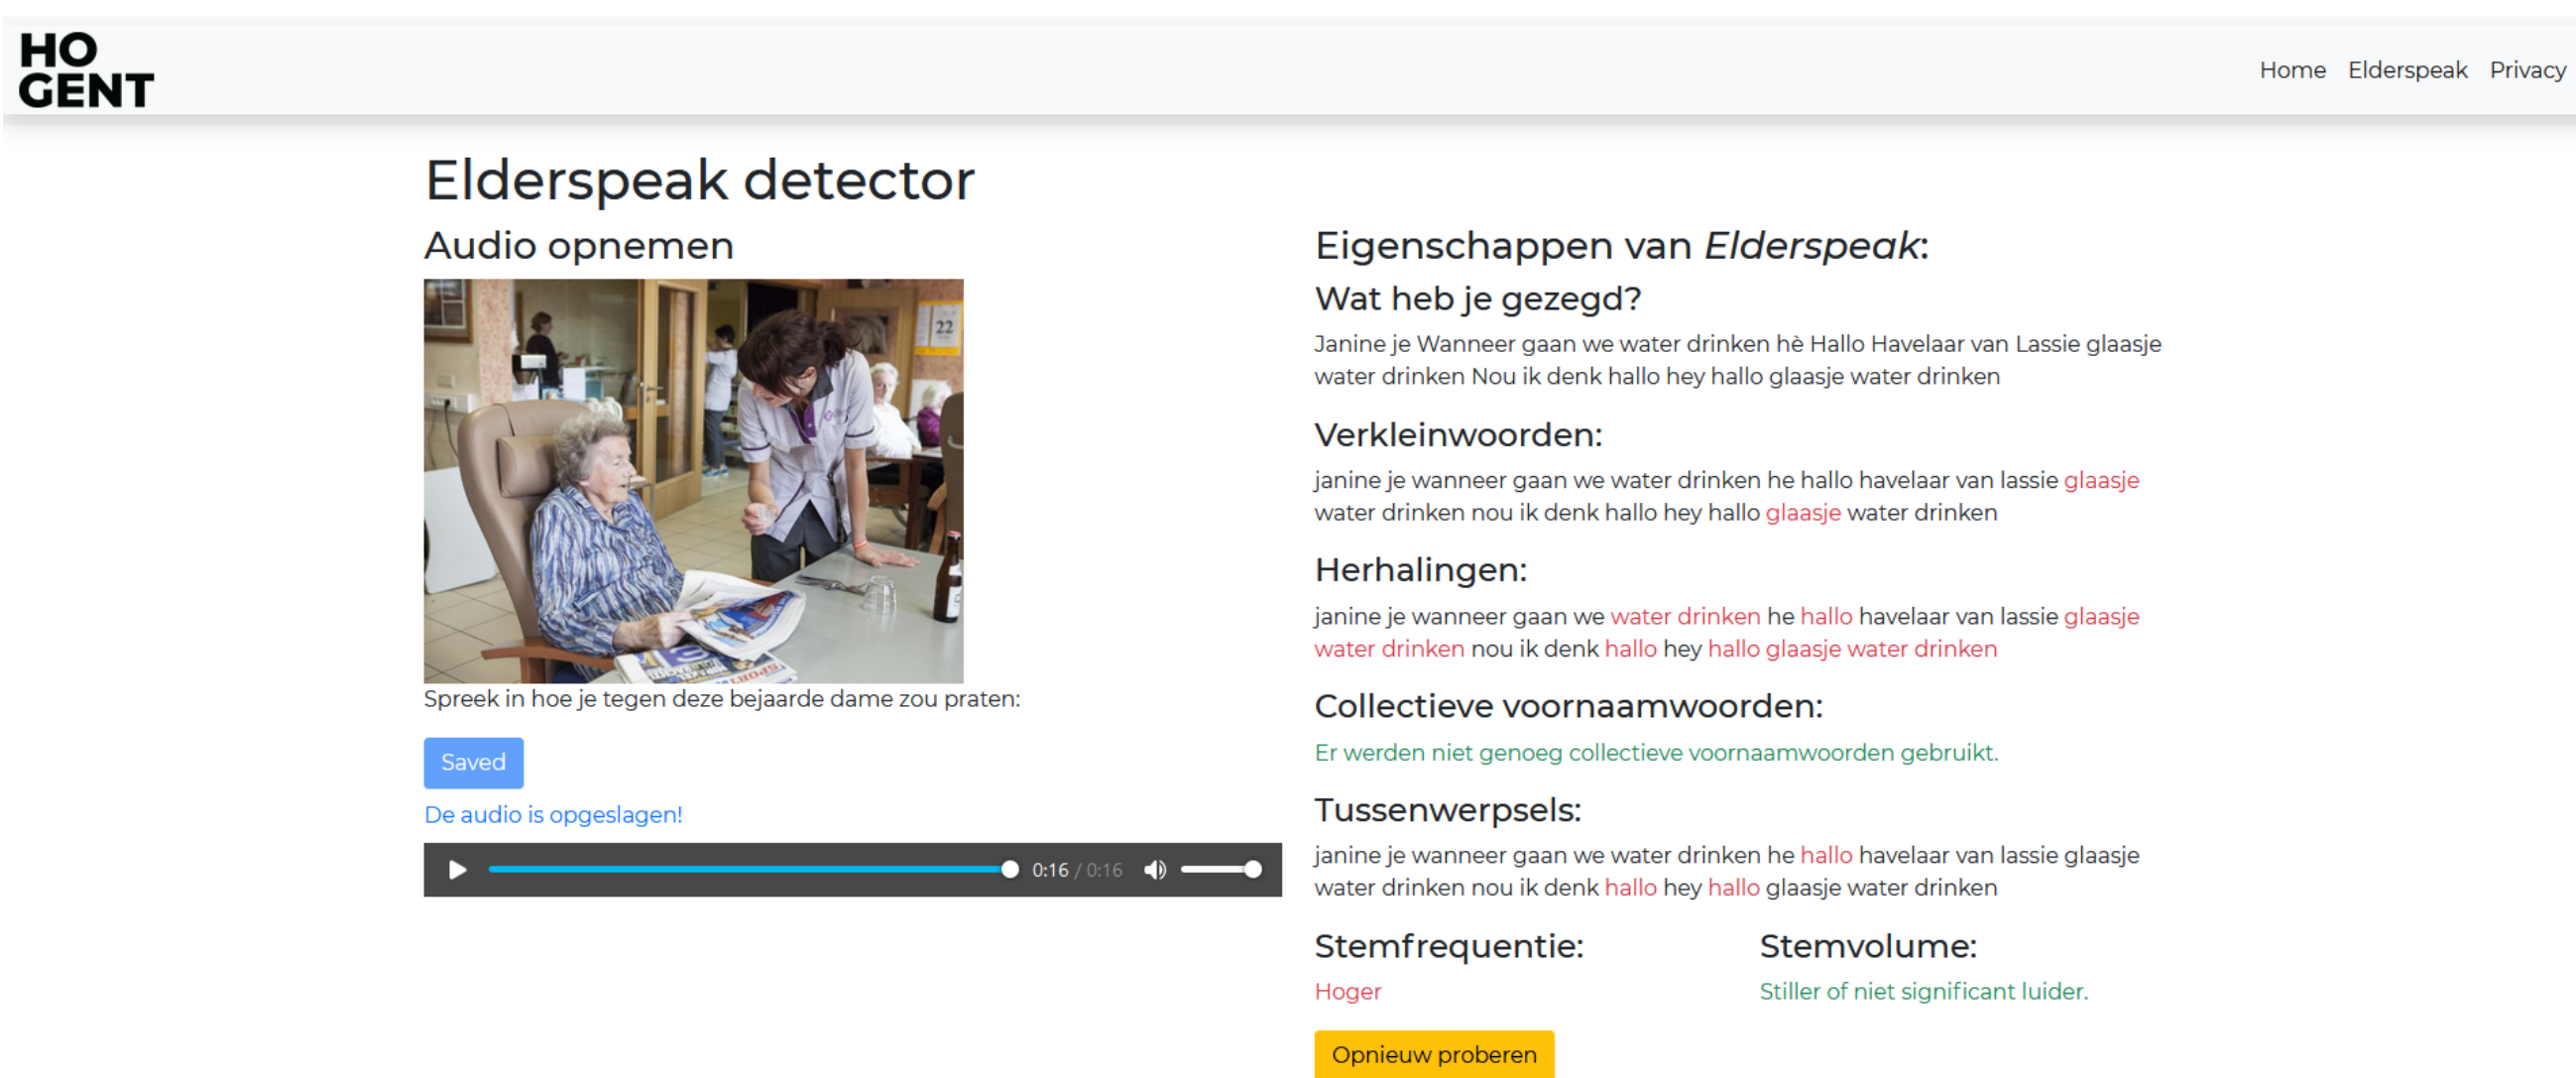 HO
GENT
Home Elderspeak Privacy
Elderspeak detector
Audio opnemen
22
Spreek in hoe je tegen deze bejaarde dame zou praten:
Saved
De audio is opgeslagen!
0:16 / 0:16
Eigenschappen van Elderspeak:
Wat heb je gezegd?
Janine je Wanneer gaan we water drinken hè Hallo Havelaar van Lassie glaasje
water drinken Nou ik denk hallo hey hallo glaasje water drinken
Verkleinwoorden:
janine je wanneer gaan we water drinken he hallo havelaar van lassie glaasje
water drinken nou ik denk hallo hey hallo glaasje water drinken
Herhalingen:
janine je wanneer gaan we water drinken he hallo havelaar van lassie glaasje
water drinken nou ik denk hallo hey hallo glaasje water drinken
Collectieve voornaamwoorden:
Er werden niet genoeg collectieve voornaamwoorden gebruikt.
Tussenwerpsels:
janine je wanneer gaan we water drinken he hallo havelaar van lassie glaasje
water drinken nou ik denk hallo hey hallo glaasje water drinken
Stemfrequentie: Stemvolume:
Hoger Stiller of niet significant luider.
Opnieuw proberen